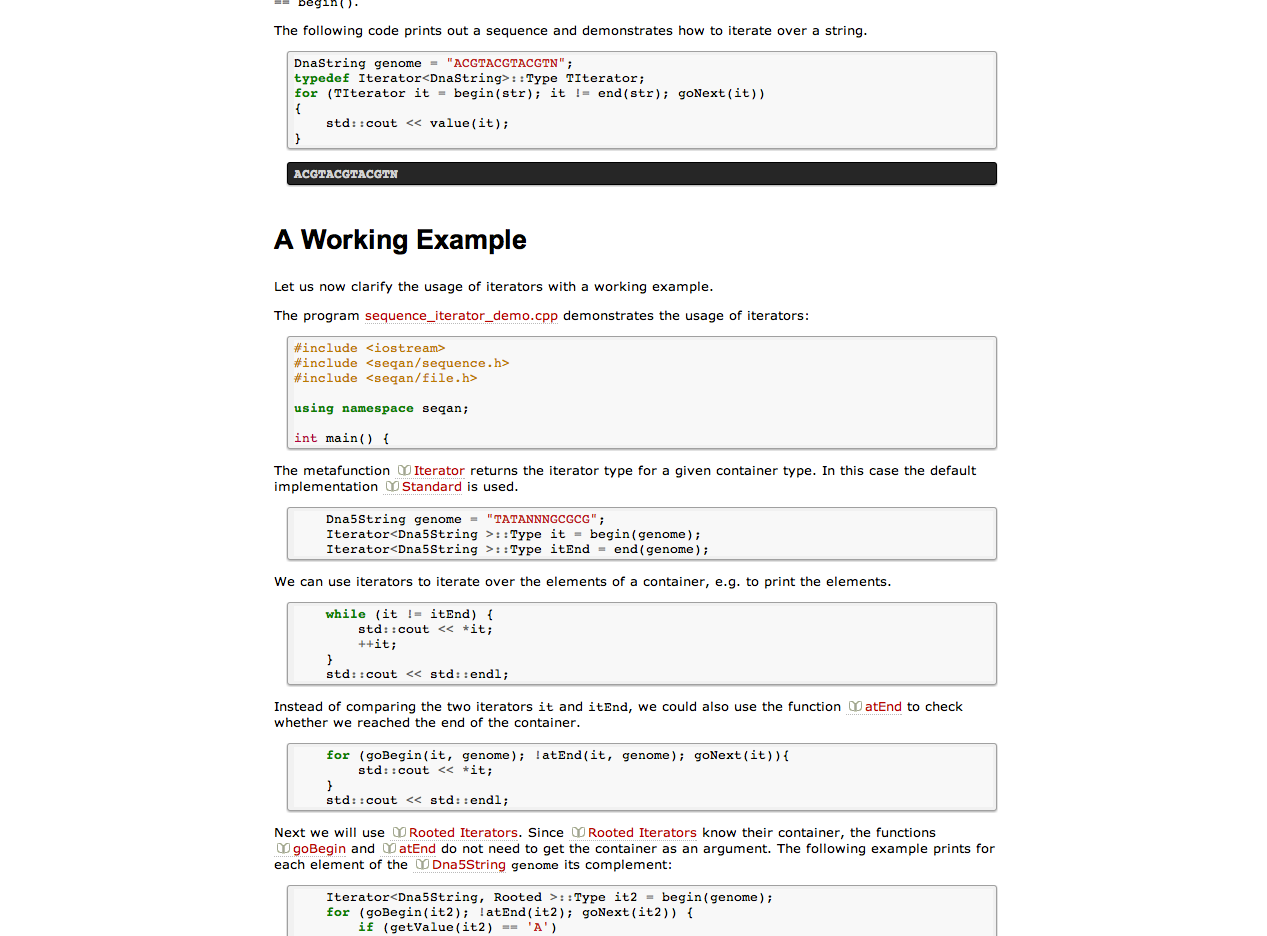 == begin().
The following code prints out a sequence and demonstrates how to iterate over a string.
DnaString genome = "ACGTACGTACGTN";
typedef Iterator<DnaString>::Type TIterator;
for (TIterator it = begin(str); it != end(str); goNext(it))
{
    std::cout << value(it);
}
ACGTACGTACGTN
A Working Example
Let us now clarify the usage of iterators with a working example.
The program sequence_iterator_demo.cpp demonstrates the usage of iterators:
#include <iostream>
#include <seqan/sequence.h>
#include <seqan/file.h>
using namespace seqan;
int main() {
The metafunction Iterator returns the iterator type for a given container type. In this case the default
implementation Standard is used.
    Dna5String genome = "TATANNNGCGCG";
    Iterator<Dna5String >::Type it = begin(genome);
    Iterator<Dna5String >::Type itEnd = end(genome);
We can use iterators to iterate over the elements of a container, e.g. to print the elements.
    while (it != itEnd) {
        std::cout << *it;
        ++it;
    }
    std::cout << std::endl;
Instead of comparing the two iterators it and itEnd, we could also use the function atEnd to check
whether we reached the end of the container.
    for (goBegin(it, genome); !atEnd(it, genome); goNext(it)){
        std::cout << *it;
    }
    std::cout << std::endl;
Next we will use Rooted Iterators. Since Rooted Iterators know their container, the functions
goBegin and atEnd do not need to get the container as an argument. The following example prints for
each element of the Dna5String genome its complement:
    Iterator<Dna5String, Rooted >::Type it2 = begin(genome);
    for (goBegin(it2); !atEnd(it2); goNext(it2)) {
        if (getValue(it2) == 'A')